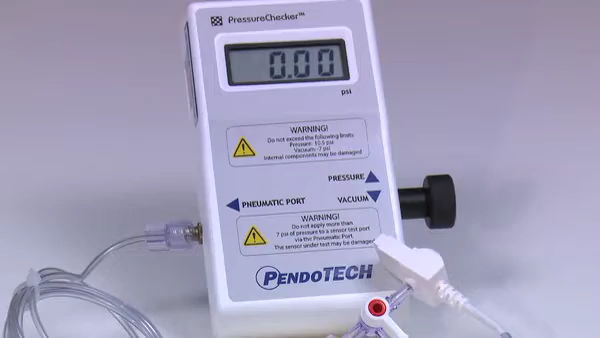 PressureChecker™
0.00
psi
WARNING!
Do not exceed the following limits
Pressure: 10.5 psi
Vacuum: -7 psi
Internal components may be damaged
PRESSURE
PNEUMATIC PORT VACUUM
WARNING!
Do not apply more than
7 psi of pressure to a sensor test port
via the Pneumatic Port.
The sensor under test may be damaged
PENDOTECH